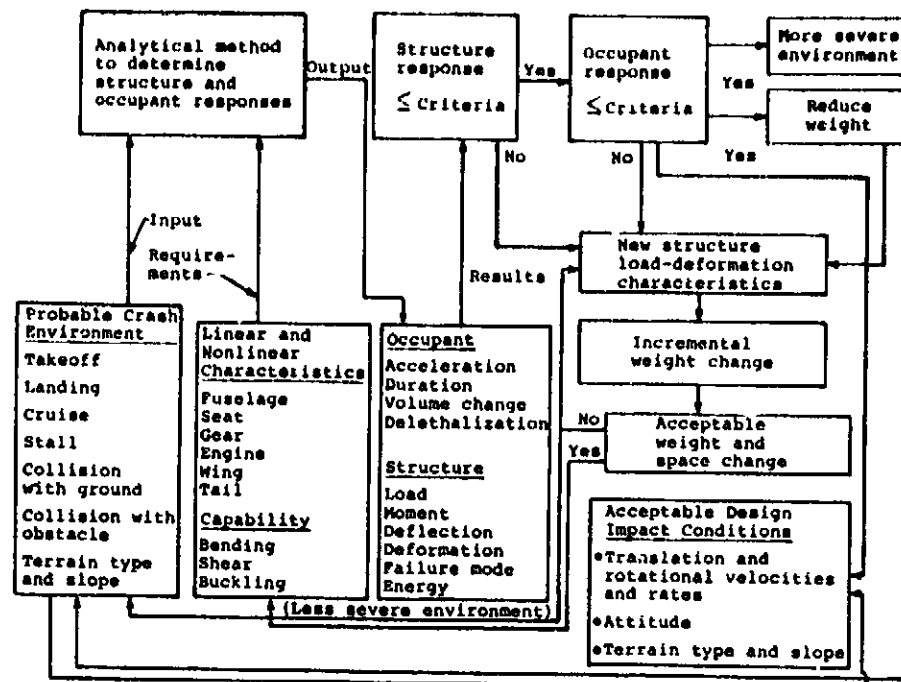 Analytical method
to determine
structure and
occupant responses
Output
Structure
response
≤ Criteria
Yes
No
Occupant
response
≤ Criteria
Yes
No
Yes
More severe
environment
Reduce
weight
Input
Require-
ments
Results
New structure
load-deformation
characteristics
Incremental
weight change
No
Yes
Acceptable
weight and
space change
Probable Crash
Environment
Takeoff
Landing
Cruise
Stall
Collision
with ground
Collision with
obstacle
Terrain type
and slope
Linear and
Nonlinear
Characteristics
Fuselage
Seat
Gear
Engine
Wing
Tail
Capability
Bending
Shear
Buckling
Occupant
Acceleration
Duration
Volume change
Delethalization
Structure
Load
Moment
Deflection
Deformation
Failure mode
Energy
(Less severe environment)
Acceptable Design
Impact Conditions
•Translation and
rotational velocities
and rates
•Attitude
•Terrain type and slope